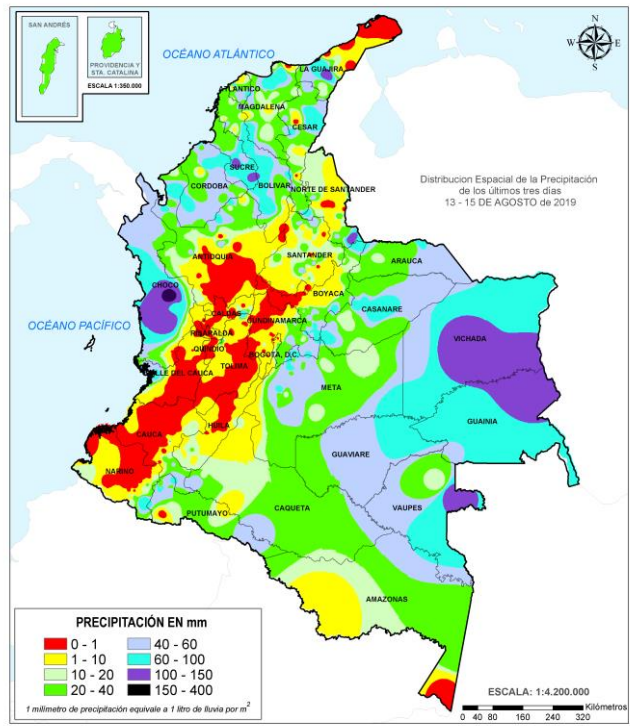 SAN ANDRÉS
PROVIDENCIA Y
STA. CATALINA
ESCALA 1:350.000
OCÉANO ATLÁNTICO
N
W E
S
LA GUAJIRA
ATLANTICO
MAGDALENA
CESAR
SUCRE
CORDOBA
BOLIVAR
NORTE DE SANTANDER
Distribucion Espacial de la Precipitación
de los últimos tres días
13 - 15 DE AGOSTO de 2019
ANTIOQUIA
SANTANDER
ARAUCA
CHOCO
BOYACA
CASANARE
OCÉANO PACÍFICO
CALDAS
CUNDINAMARCA
RISARALDA
VICHADA
QUINDIO
BOGOTA, D.C.
TOLIMA
VALLE DEL CAUCA
META
GUAINIA
CAUCA
HUILA
GUAVIARE
NARIÑO
VAUPES
PUTUMAYO
CAQUETA
AMAZONAS
PRECIPITACIÓN EN mm
0 - 1 40 - 60
1 - 10 60 - 100
10 - 20 100 - 150
20 - 40 150 - 400
1 milímetro de precipitación equivale a 1 litro de lluvia por m²
ESCALA: 1:4.200.000
Kilómetros
0 40 80 160 240 320